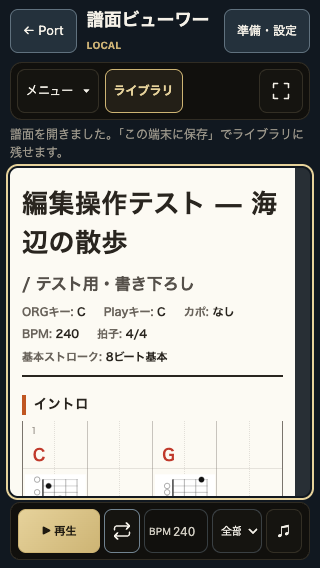 ← Port
譜面ビューワー
LOCAL
準備・設定
メニュー
ライブラリ
譜面を開きました。「この端末に保存」でライブラリに
残せます。
編集操作テスト — 海
辺の散歩
/ テスト用・書き下ろし
ORGキー: C Playキー: C カポ: なし
BPM: 240 拍子: 4/4
基本ストローク: 8ビート基本
イントロ
1
C G
▶ 再生
BPM 240
全部
♫